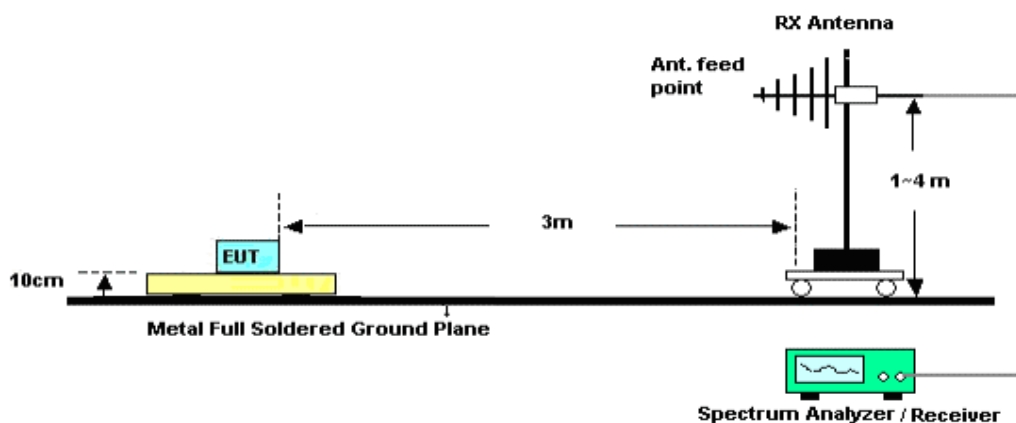 RX Antenna
Ant. feed
point
1~4 m
3m
EUT
10cm
Metal Full Soldered Ground Plane
Spectrum Analyzer / Receiver